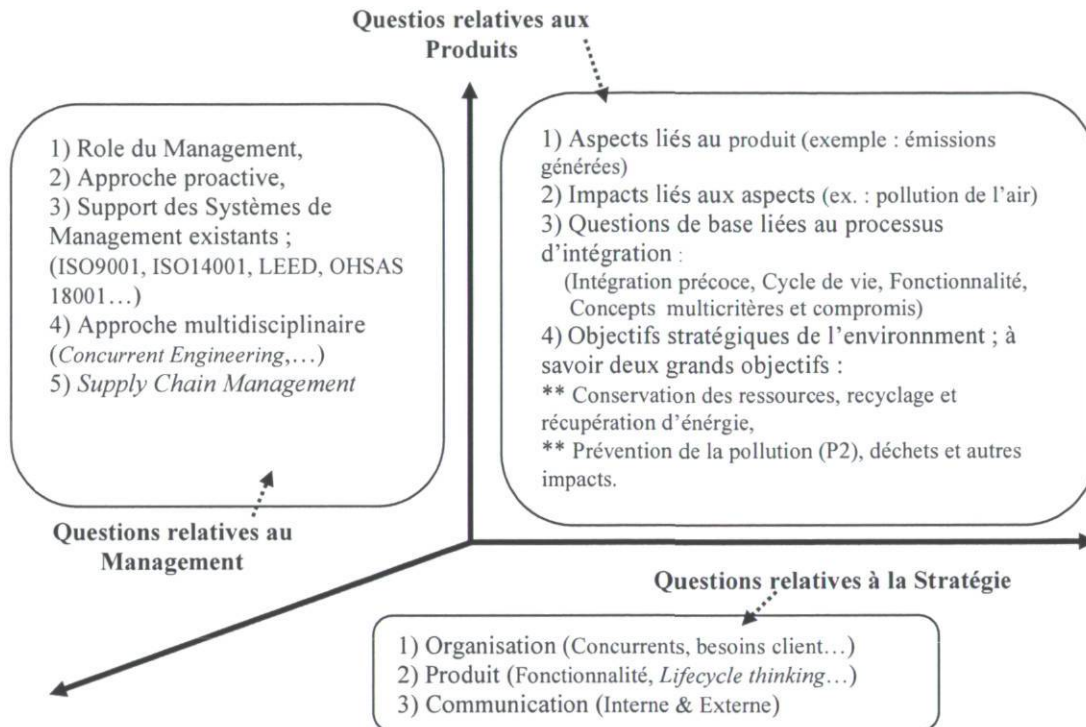 Questios relatives aux
Produits
1) Role du Management,
2) Approche proactive,
3) Support des Systèmes de
Management existants ;
(ISO9001, ISO14001, LEED, OHSAS
18001…)
4) Approche multidisciplinaire
(Concurrent Engineering,…)
5) Supply Chain Management
1) Aspects liés au produit (exemple : émissions
générées)
2) Impacts liés aux aspects (ex. : pollution de l’air)
3) Questions de base liées au processus
d’intégration :
(Intégration précoce, Cycle de vie, Fonctionnalité,
Concepts multicritères et compromis)
4) Objectifs stratégiques de l’environnment ; à
savoir deux grands objectifs :
** Conservation des ressources, recyclage et
récupération d’énérgie,
** Prévention de la pollution (P2), déchets et autres
impacts.
Questions relatives au
Management
Questions relatives à la Stratégie
1) Organisation (Concurrents, besoins client…)
2) Produit (Fonctionnalité, Lifecycle thinking…)
3) Communication (Interne & Externe)